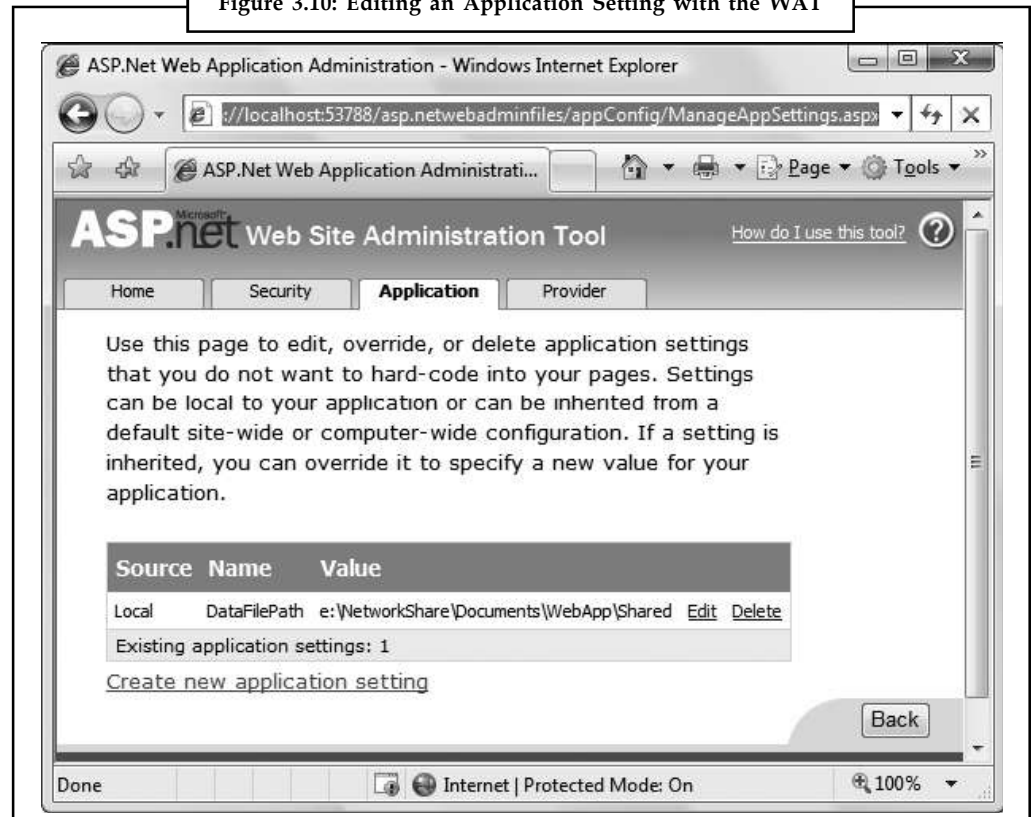 Figure 3.10: Editing an Application Setting with the WAT
ASP.Net Web Application Administration - Windows Internet Explorer
://localhost:53788/asp.netwebadminfiles/appConfig/ManageAppSettings.aspx
ASP.Net Web Application Administrati...
Page
Tools
»
Microsoft
ASP.net Web Site Administration Tool
How do I use this tool? ?
Home Security Application Provider
Use this page to edit, override, or delete application settings
that you do not want to hard-code into your pages. Settings
can be local to your application or can be inherited from a
default site-wide or computer-wide configuration. If a setting is
inherited, you can override it to specify a new value for your
application.
Source Name Value
Local DataFilePath e:\NetworkShare\Documents\WebApp\Shared Edit Delete
Existing application settings: 1
Create new application setting
Back
Done Internet | Protected Mode: On 100%